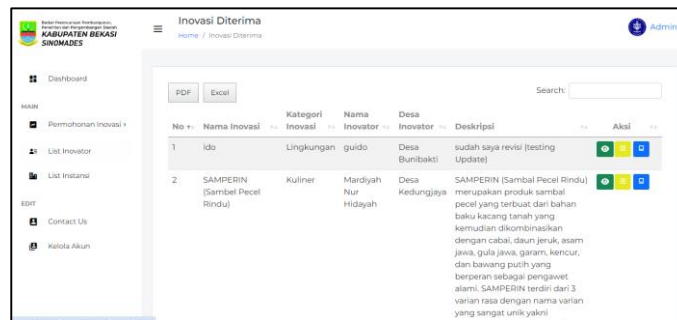 Badan Perencanaan Pembangunan,
Penelitian dan Pengembangan Daerah
KABUPATEN BEKASI
SINOMADES
Inovasi Diterima
Home / Inovasi Diterima
Admin
Dashboard
MAIN
Permohonan Inovasi
List Inovator
List Instansi
EDIT
Contact Us
Kelola Akun
PDF Excel
Search:
No Nama Inovasi Kategori Inovasi Nama Inovator Desa Inovator Deskripsi Aksi
1 Ido Lingkungan guido Desa Bunibakti sudah saya revisi (testing
Update)
2 SAMPERIN (Sambel Pecel Rindu) Kuliner Mardiyah Nur Hidayah Desa Kedungjaya SAMPERIN (Sambal Pecel Rindu)
merupakan produk sambal
pecel yang terbuat dari bahan
baku kacang tanah yang
kemudian dikombinasikan
dengan cabai, daun jeruk, asam
jawa, gula jawa, garam, kencur,
dan bawang putih yang
berperan sebagai pengawet
alami. SAMPERIN terdiri dari 3
varian rasa dengan nama varian
yang sangat unik yakni